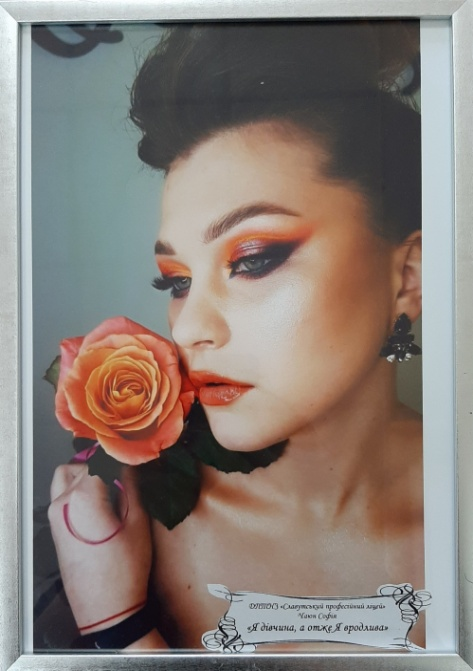 ДПТНЗ «Славутський професійний ліцей»
Чаюк Софія
«Я дівчина, а отже Я вродлива»